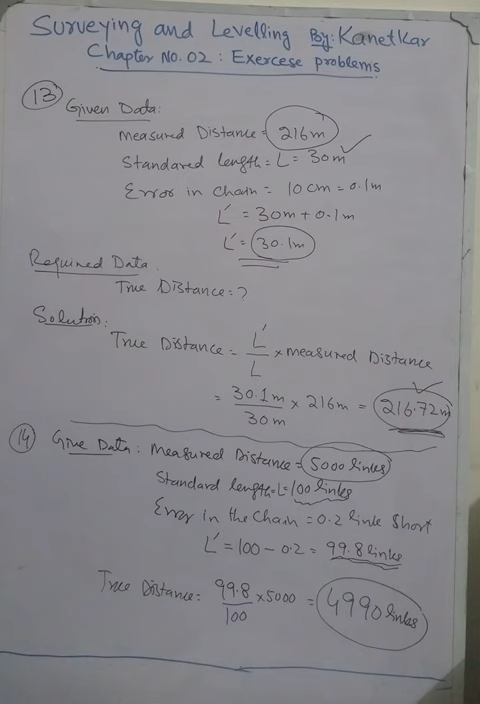 Surveying and Levelling By: Kanetkar
Chapter No. 02 : Exercese problems
13 Given Data:
Measured Distance = 216m
Standared length = L = 30m
Error in chain = 10 cm = 0.1m
L' = 30m + 0.1m
L' = 30.1m
Required Data.
True Distance = ?
Solution:
True Distance = L'/L × measured Distance
= 30.1m/30m × 216m = 216.72m
14 Give Data: Measured Distance = 5000 links
Standard length = L = 100 links
Error in the Chain = 0.2 link Short
L' = 100 - 0.2 = 99.8 links
True Distance: 99.8/100 × 5000 = 4990 links